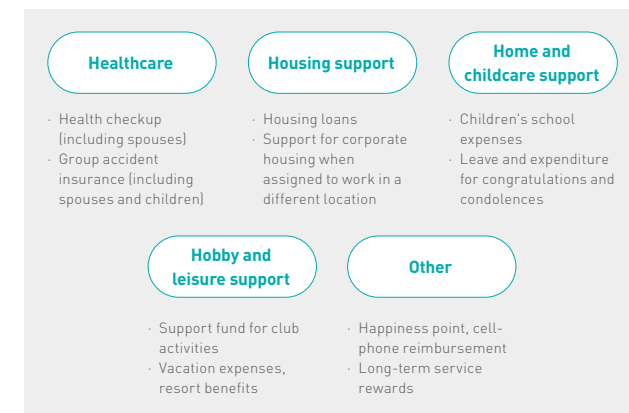 Healthcare
· Health checkup
(including spouses)
· Group accident
insurance (including
spouses and children)
Housing support
· Housing loans
· Support for corporate
housing when
assigned to work in a
different location
Home and
childcare support
· Children's school
expenses
· Leave and expenditure
for congratulations and
condolences
Hobby and
leisure support
· Support fund for club
activities
· Vacation expenses,
resort benefits
Other
· Happiness point, cell-
phone reimbursement
· Long-term service
rewards